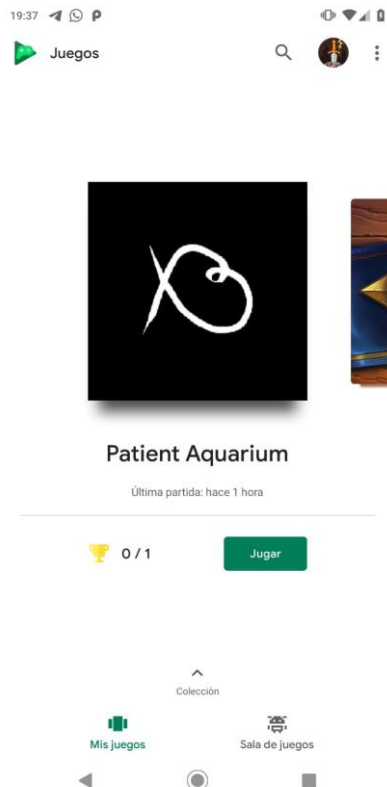 19:37
Juegos
Patient Aquarium
Última partida: hace 1 hora
0 / 1
Jugar
Colección
Mis juegos
Sala de juegos